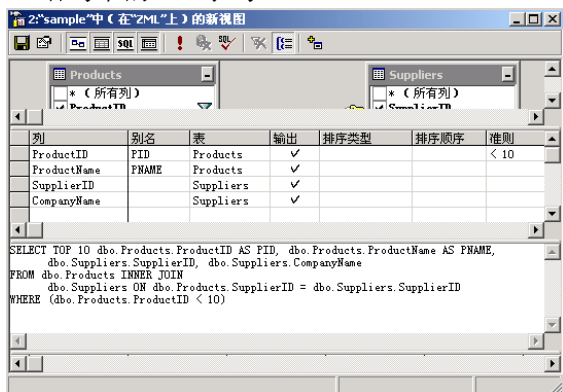 2:"sample"中(在"ZML"上)的新视图
SQL
SQL
Products
Suppliers
* (所有列)
* (所有列)
ProductID
SupplierID
列 别名 表 输出 排序类型 排序顺序 准则
ProductID PID Products < 10
ProductName PNAME Products
SupplierID Suppliers
CompanyName Suppliers
SELECT TOP 10 dbo.Products.ProductID AS PID, dbo.Products.ProductName AS PNAME,
dbo.Suppliers.SupplierID, dbo.Suppliers.CompanyName
FROM dbo.Products INNER JOIN
dbo.Suppliers ON dbo.Products.SupplierID = dbo.Suppliers.SupplierID
WHERE (dbo.Products.ProductID < 10)